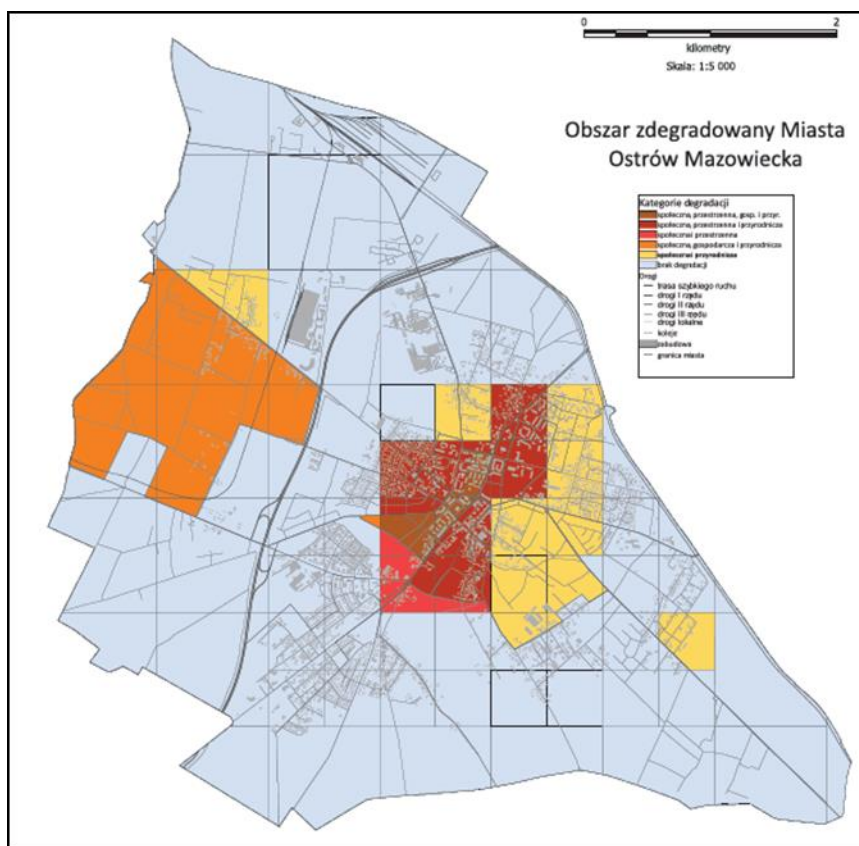 0 2
kilometry
Skala: 1:5 000
Obszar zdegradowany Miasta
Ostrów Mazowiecka
Kategorie degradacji
społeczna, przestrzenna, gosp. i przyr.
społeczna, przestrzenna i przyrodnicza
społeczna i przestrzenna
społeczna, gospodarcza i przyrodnicza
społeczna i przyrodnicza
brak degradacji
Drogi
trasa szybkiego ruchu
drogi I rzędu
drogi II rzędu
drogi III rzędu
drogi lokalne
koleje
zabudowa
granica miasta